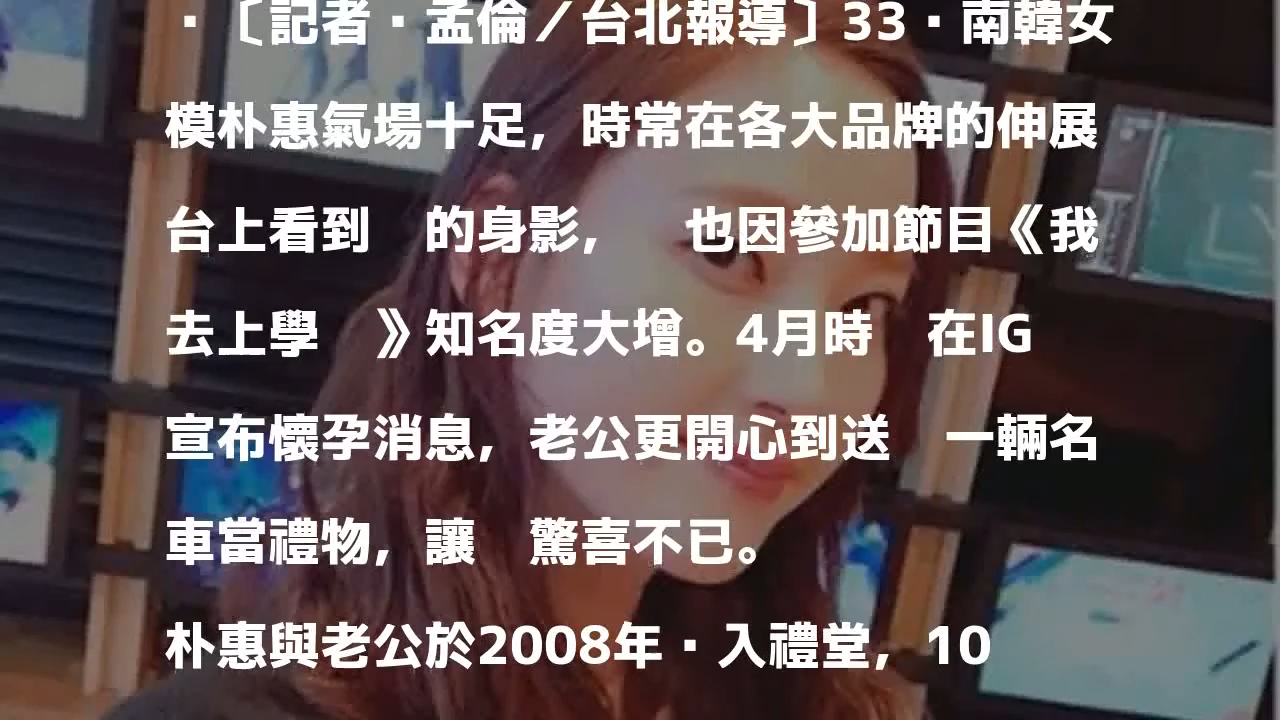 ·〔記者·孟倫／台北報導〕33·南韓女
模朴惠氣場十足，時常在各大品牌的伸展
台上看到　的身影，　也因參加節目《我
去上學　》知名度大增。4月時　在IG
宣布懷孕消息，老公更開心到送　一輛名
車當禮物，讓　驚喜不已。
朴惠與老公於2008年·入禮堂，10